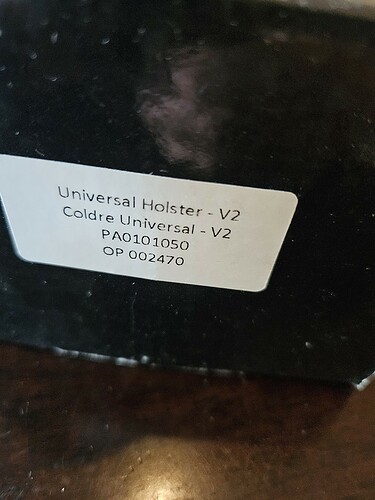 Universal Holster - V2
Coldre Universal - V2
PA0101050
OP 002470